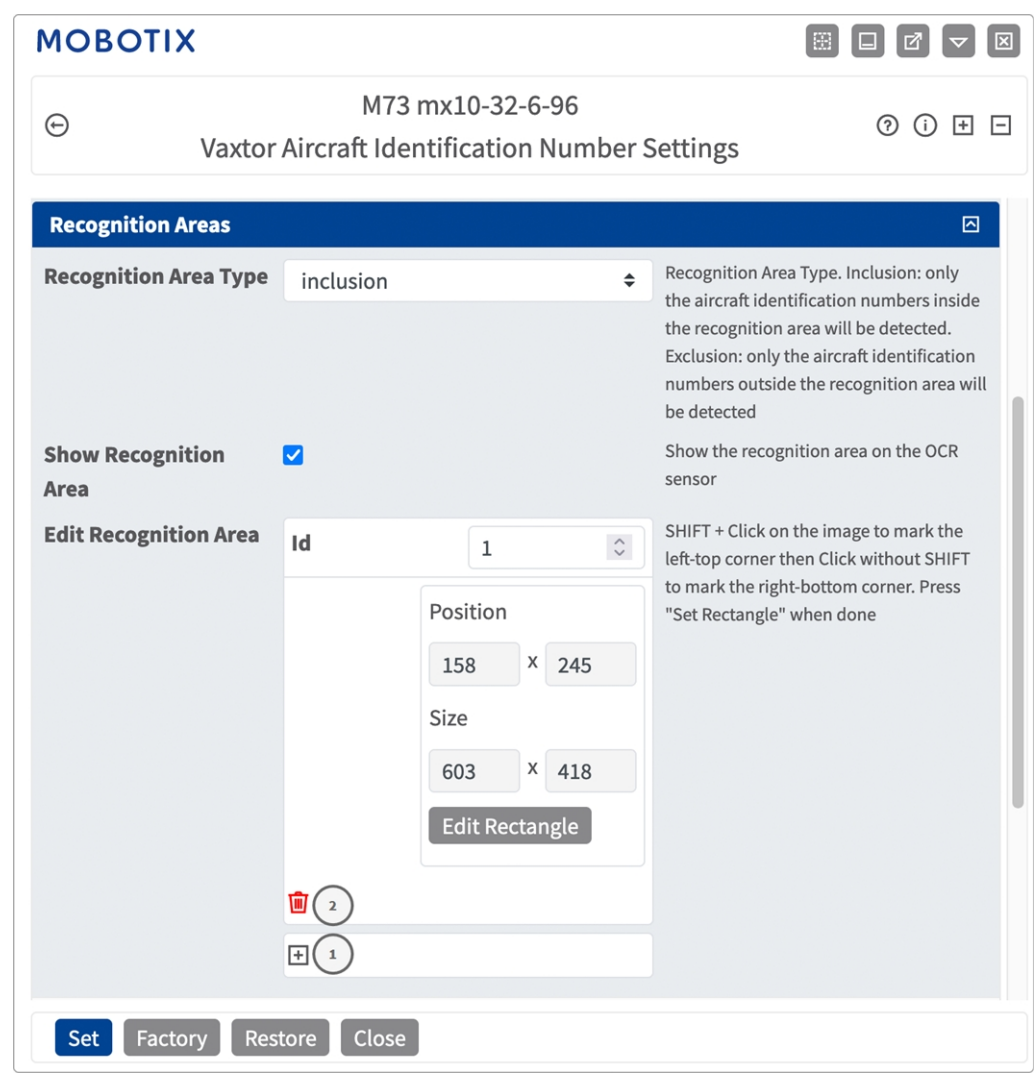 MOBOTIX
M73 mx10-32-6-96
Vaxtor Aircraft Identification Number Settings
Recognition Areas
Recognition Area Type
inclusion
Recognition Area Type. Inclusion: only
the aircraft identification numbers inside
the recognition area will be detected.
Exclusion: only the aircraft identification
numbers outside the recognition area will
be detected
Show Recognition
Area
Show the recognition area on the OCR
sensor
Edit Recognition Area
Id
1
SHIFT + Click on the image to mark the
left-top corner then Click without SHIFT
to mark the right-bottom corner. Press
"Set Rectangle" when done
Position
158 x 245
Size
603 x 418
Edit Rectangle
2
1
Set Factory Restore Close